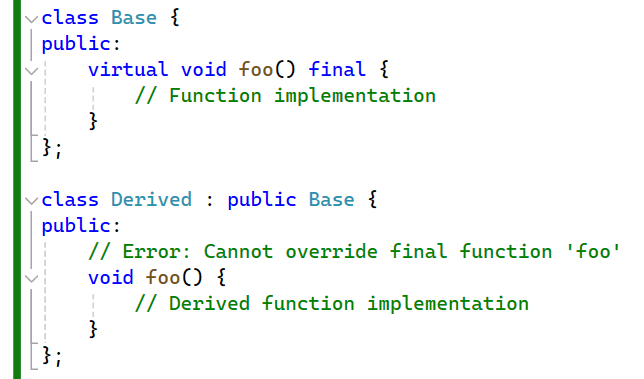 class Base {
public:
    virtual void foo() final {
        // Function implementation
    }
};

class Derived : public Base {
public:
    // Error: Cannot override final function 'foo'
    void foo() {
        // Derived function implementation
    }
};